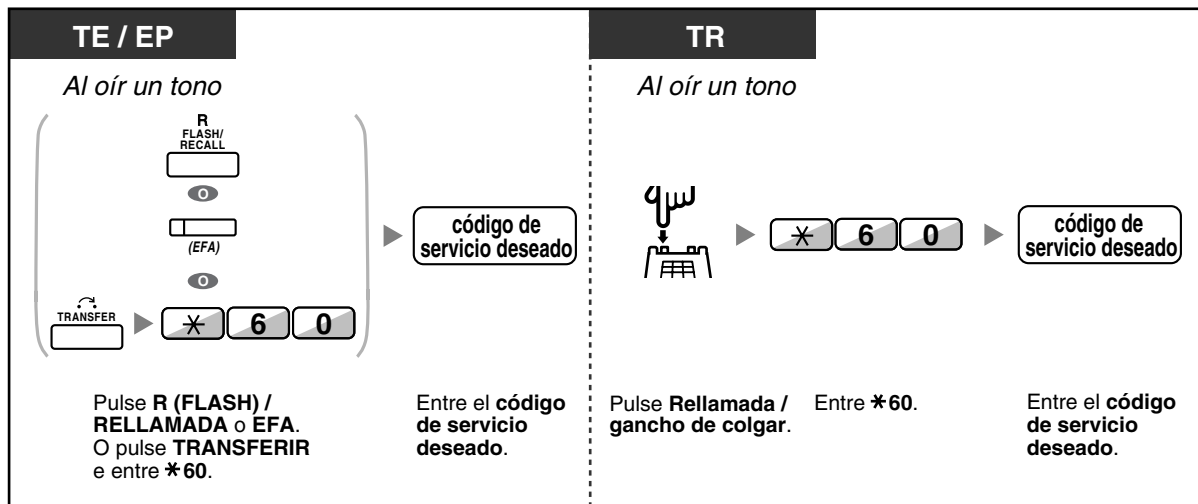 TE / EP
Al oír un tono
R
FLASH/
RECALL
O
(EFA)
O
TRANSFER
* 6 0
código de
servicio deseado
Pulse R (FLASH) /
RELLAMADA o EFA.
O pulse TRANSFERIR
e entre *60.
Entre el código
de servicio
deseado.
TR
Al oír un tono
* 6 0
código de
servicio deseado
Pulse Rellamada /
gancho de colgar.
Entre *60.
Entre el código
de servicio
deseado.